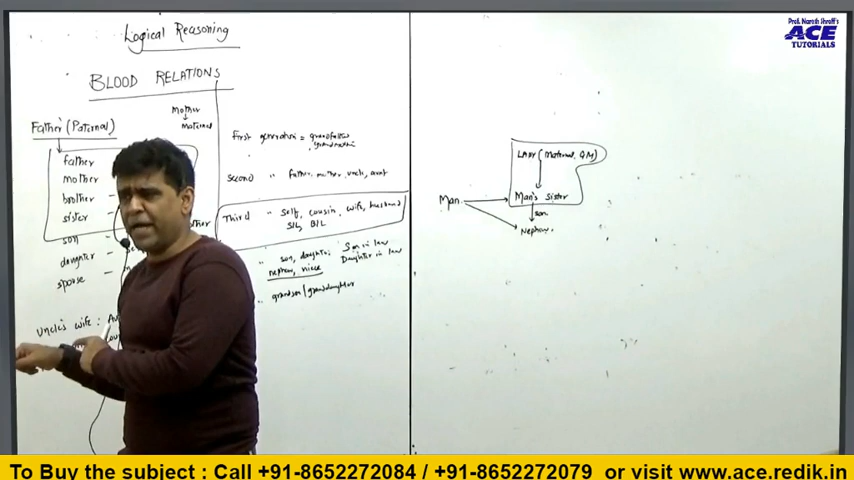 Logical Reasoning
BLOOD RELATIONS
Mother
maternal
Father (Paternal)
father
mother
brother -
sister -
son
daughter -
spouse -
Uncle's wife :
First generation = grandfather
grandmother
Second " father, mother, uncle, aunt
Third " Self, cousin, wife, husband
SIL, BIL
" son, daughter, Son in law
nephew, niece Daughter in law
" grandson/granddaughter
Lady (Maternal GM)
Man
Man's Sister
son
Nephew.
Prof. Naresh Shroff's
ACE
TUTORIALS
To Buy the subject : Call +91-8652272084 / +91-8652272079 or visit www.ace.redik.in